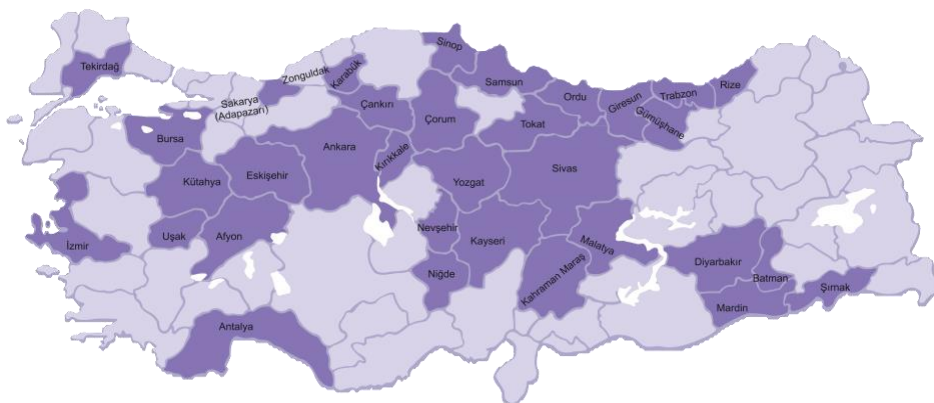 Sinop
Tekirdağ
Zonguldak
Karabük
Samsun
Rize
Sakarya
(Adapazarı)
Çankırı
Ordu
Giresun
Trabzon
Çorum
Gümüşhane
Bursa
Tokat
Ankara
Kırıkkale
Sivas
Kütahya
Eskişehir
Yozgat
Nevşehir
Uşak
Afyon
Kayseri
İzmir
Malatya
Diyarbakır
Niğde
Kahraman Maraş
Batman
Şırnak
Mardin
Antalya